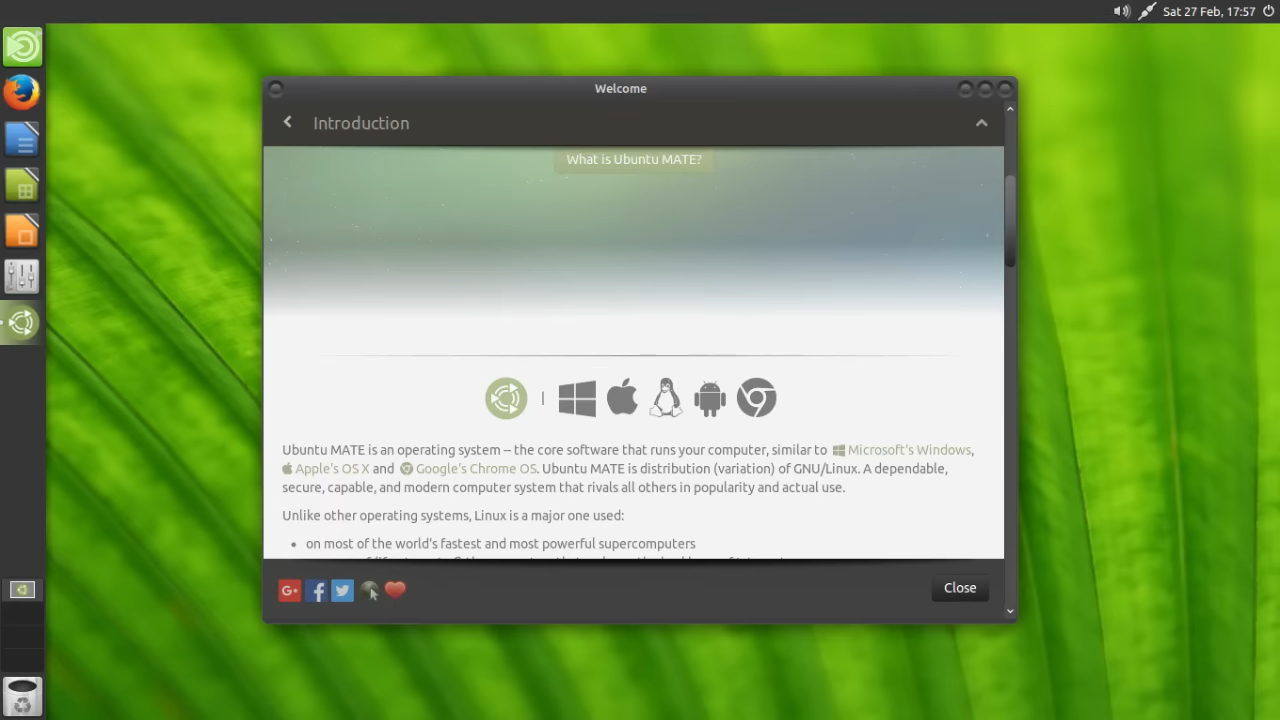 Sat 27 Feb, 17:57
Welcome
Introduction
What is Ubuntu MATE?
Ubuntu MATE is an operating system – the core software that runs your computer, similar to Microsoft's Windows,
Apple's OS X and Google's Chrome OS. Ubuntu MATE is distribution (variation) of GNU/Linux. A dependable,
secure, capable, and modern computer system that rivals all others in popularity and actual use.
Unlike other operating systems, Linux is a major one used:
• on most of the world's fastest and most powerful supercomputers
G+
Close